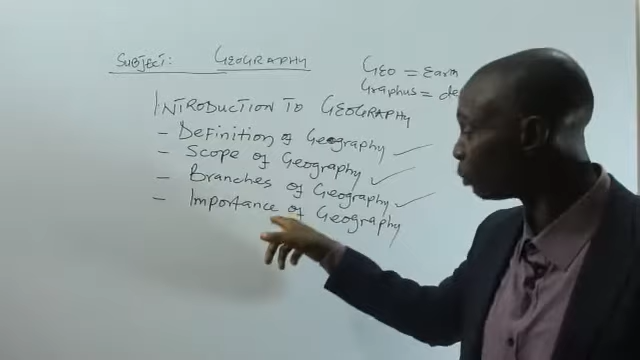 SUBJECT: GEOGRAPHY
GEO = Earth
Graphus = de
INTRODUCTION TO GEOGRAPHY
- Definition of Geography
- Scope of Geography
- Branches of Geography
- Importance of Geography